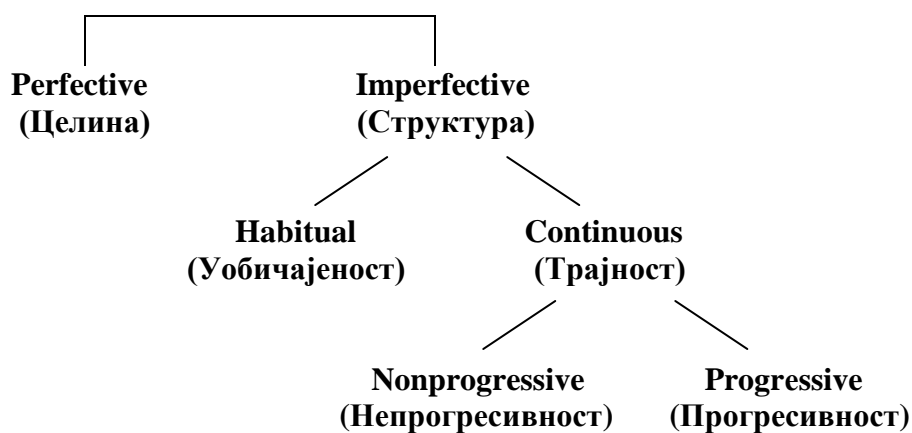 Perfective
(Целина)
Imperfective
(Структура)
Habitual
(Уобичајеност)
Continuous
(Трајност)
Nonprogressive
(Непрогресивност)
Progressive
(Прогресивност)